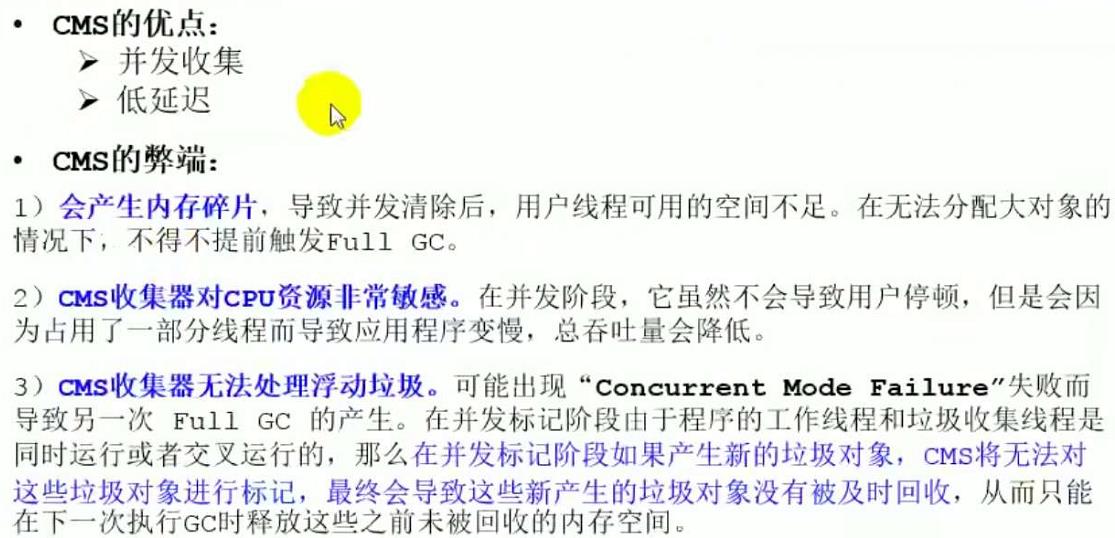 • CMS的优点：
➢ 并发收集
➢ 低延迟
• CMS的弊端：
1）会产生内存碎片，导致并发清除后，用户线程可用的空间不足。在无法分配大对象的
情况下，不得不提前触发Full GC。
2）CMS收集器对CPU资源非常敏感。在并发阶段，它虽然不会导致用户停顿，但是会因
为占用了一部分线程而导致应用程序变慢，总吞吐量会降低。
3）CMS收集器无法处理浮动垃圾。可能出现“Concurrent Mode Failure”失败而
导致另一次 Full GC 的产生。在并发标记阶段由于程序的工作线程和垃圾收集线程是
同时运行或者交叉运行的，那么在并发标记阶段如果产生新的垃圾对象，CMS将无法对
这些垃圾对象进行标记，最终会导致这些新产生的垃圾对象没有被及时回收，从而只能
在下一次执行GC时释放这些之前未被回收的内存空间。